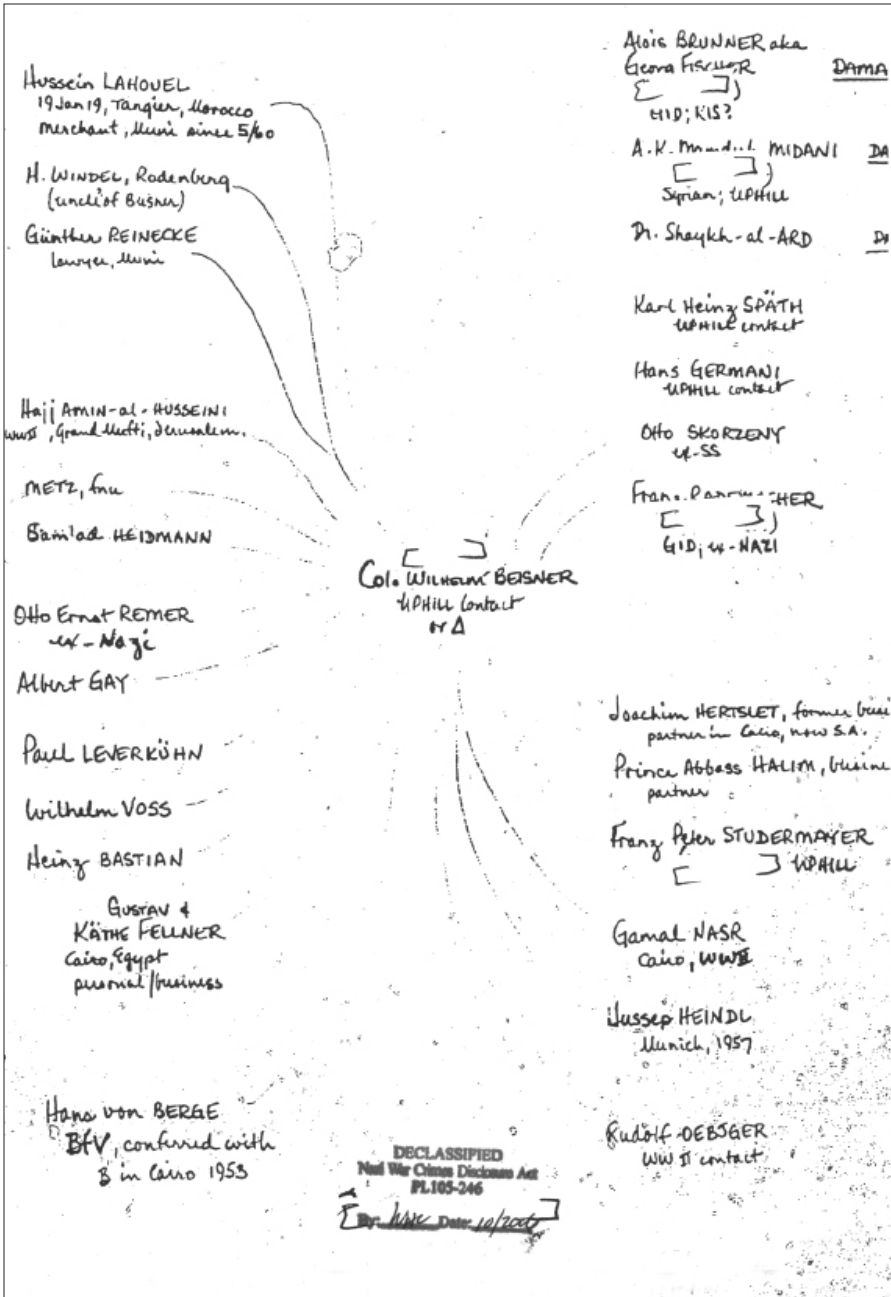 Hussein LAHOUEL
19 Jan 19, Tangier, Morocco
merchant, Muni since 5/60
H. WINDEL, Rodenberg
(uncle of Beisner)
Günther REINECKE
lawyer, Muni
Hajj AMIN-al-HUSSEINI
WWII, Grand Mufti, Jerusalem.
METZ, fnu
HEIDMANN
Otto Ernst REMER
ex-Nazi
Albert GAY
Paul LEVERKÜHN
Wilhelm VOSS
Heinz BASTIAN
GUSTAV &
KÄTHE FELLNER
Cairo, Egypt
personal/business
Hans von BERGE
BfV, conferred with
B in Cairo 1953
Col. WILHELM BEISNER
UPHILL Contact
or Δ
Alois BRUNNER aka
Georg FISCHER
DAMA
GID; KIS?
A.K. MIDANI
DA
Syrian; UPHILL
Dr. Shaykh-al-ARD
Karl Heinz SPÄTH
UPHILL contact
Hans GERMANI
UPHILL contact
Otto SKORZENY
ex-SS
HER
GID; ex-NAZI
Joachim HERTSLET, former busi
partner in Cairo, now S.A.
Prince Abbass HALIM, busine
partner
Franz Peter STUDERMAYER
UPHILL
Gamal NASR
Cairo, WWII
Jussep HEINDL
Munich, 1957
Rudolf OEBSGER
WW II contact
DECLASSIFIED
Nazi War Crimes Disclosure Act
PL105-246
By: Date: